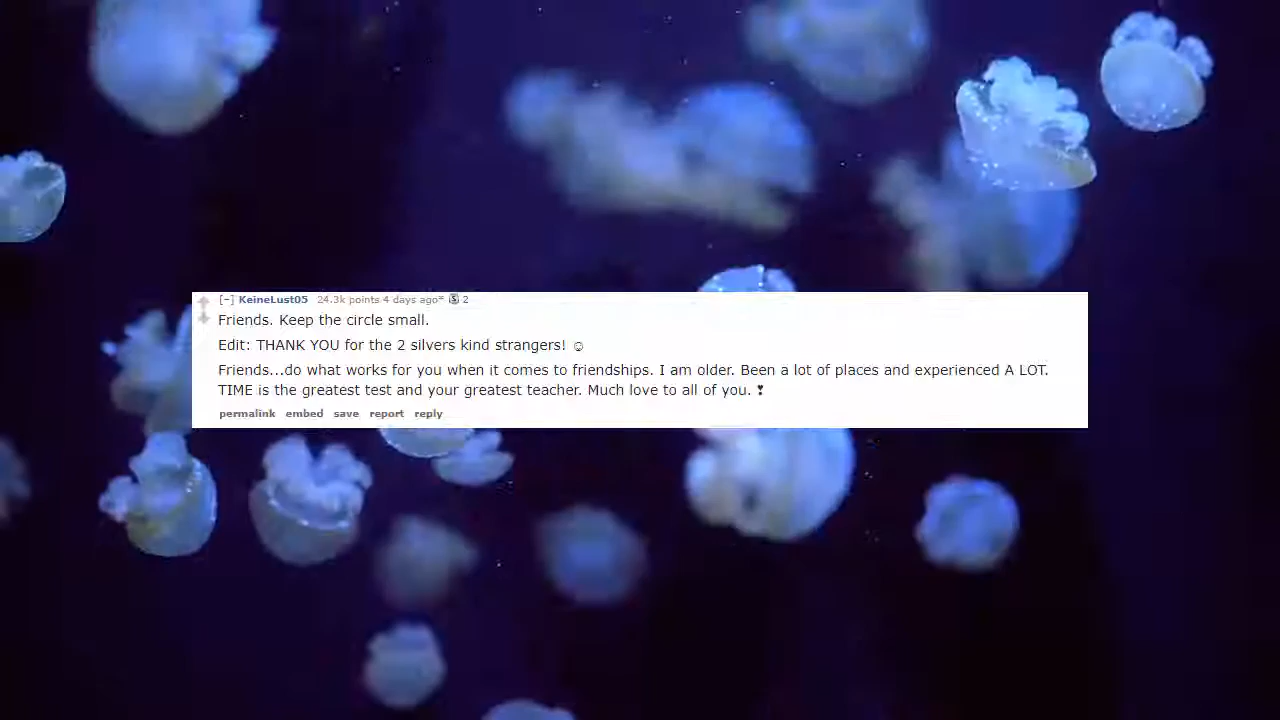 [–] KeineLust05 24.3k points 4 days ago* 2
Friends. Keep the circle small.
Edit: THANK YOU for the 2 silvers kind strangers! ☺
Friends...do what works for you when it comes to friendships. I am older. Been a lot of places and experienced A LOT.
TIME is the greatest test and your greatest teacher. Much love to all of you. ❣
permalink embed save report reply